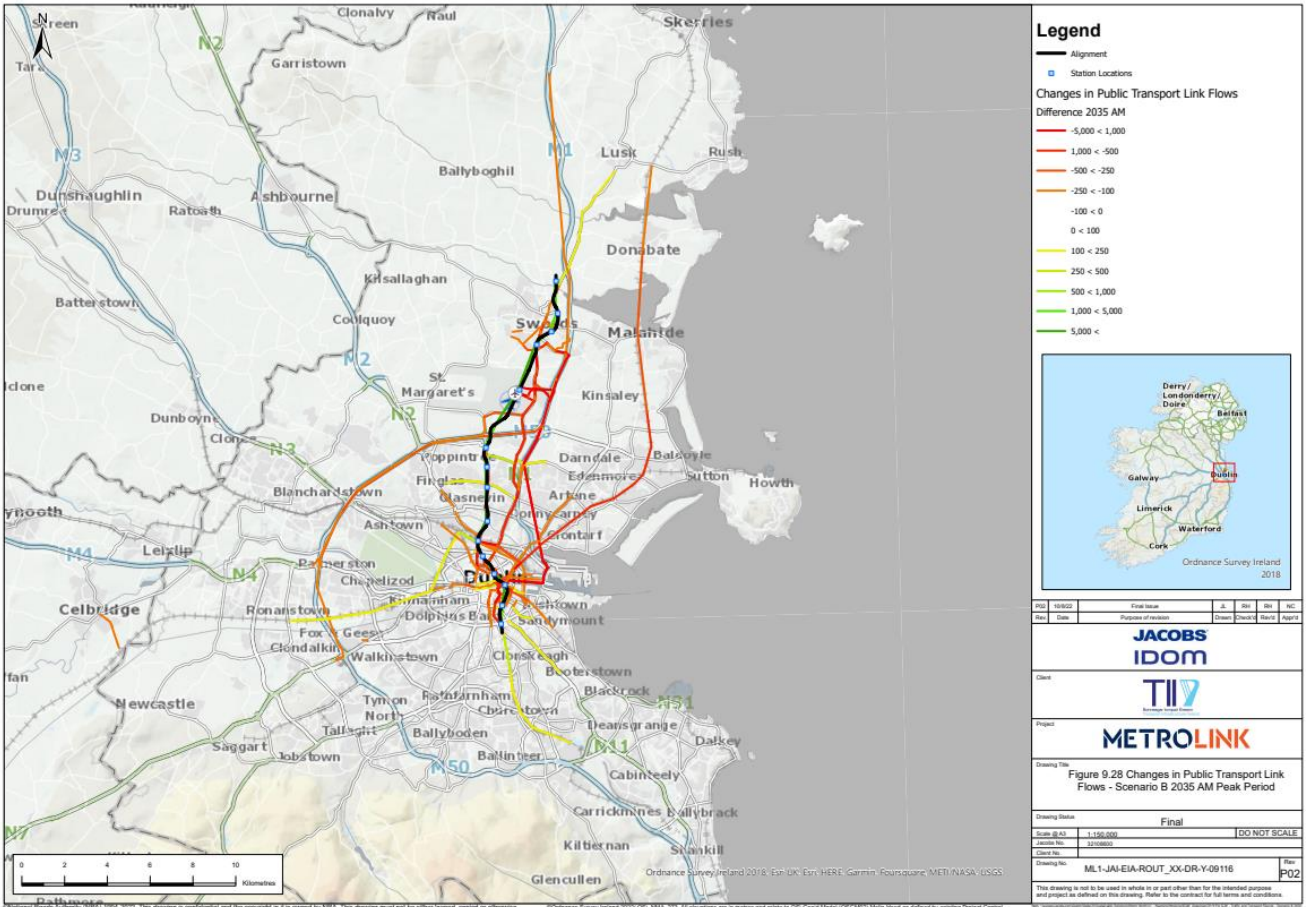 N
Skreen
Clonalvy
Naul
Skerries
N2
Tara
Garristown
M3
M1
Lusk
Rush
Ballyboghil
Dunshaughlin
Ashbourne
Ratoath
Donabate
Kilsallaghan
Batterstown
Coolquoy
Swords
Malahide
M2
St.
Margaret's
Kinsaley
Dunboyne
N2
M50
N3
Poppintree
Darndale
Baldoyle
Finglas
Edenmore
Sutton
Howth
Blanchardstown
Glasnevin
Artane
Donnycarney
Ashtown
Clontarf
M4
Leixlip
Palmerston
N4
Chapelizod
Dublin
Celbridge
Ronanstown
Kilmainham
Dolphins Barn
Sandymount
Clondalkin
Walkinstown
Clonskeagh
Booterstown
Newcastle
Tymon
North
Rathfarnham
Blackrock
N31
Churchtown
Tallaght
Ballyboden
Deansgrange
Saggart
Jobstown
Ballinteer
N11
Dalkey
M50
Cabinteely
Carrickmines
Ballybrack
N7
Kiltiernan
Shankill
Glencullen
0 2 4 6 8 10
Kilometres
Ordnance Survey Ireland 2018, Esri UK, Esri, HERE, Garmin, Foursquare, METI/NASA, USGS
Legend
Alignment
Station Locations
Changes in Public Transport Link Flows
Difference 2035 AM
-5,000 < 1,000
1,000 < -500
-500 < -250
-250 < -100
-100 < 0
0 < 100
100 < 250
250 < 500
500 < 1,000
1,000 < 5,000
5,000 <
Derry/
Londonderry/
Doire
Belfast
Galway
Dublin
Limerick
Waterford
Cork
Ordnance Survey Ireland
2018
P02 Final Issue JL RH RH NC
Rev. Date Purpose of revision Drawn Check'd Rev'd Appr'd
JACOBS
IDOM
Client
TII
Project
METROLINK
Drawing Title
Figure 9.28 Changes in Public Transport Link
Flows - Scenario B 2035 AM Peak Period
Drawing Status
Final
Scale @ A3 1:150,000 DO NOT SCALE
Jacobs No. 32108600
Client No.
Drawing No.
ML1-JAI-EIA-ROUT_XX-DR-Y-09116
Rev
P02
This drawing is not to be used in whole or in part other than for the intended purpose
and project as defined on this drawing. Refer to the contract for full terms and conditions.